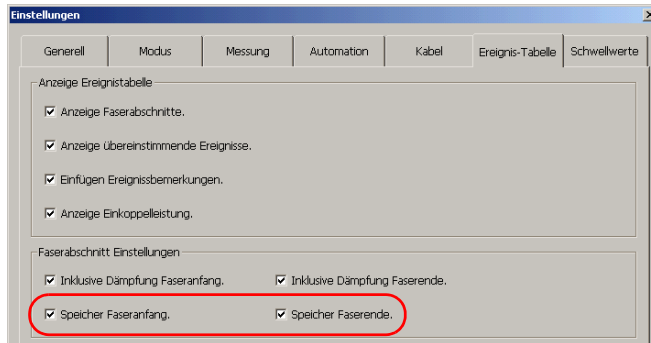 Einstellungen
Generell Modus Messung Automation Kabel Ereignis-Tabelle Schwellwerte
Anzeige Ereignistabelle
Anzeige Faserabschnitte.
Anzeige übereinstimmende Ereignisse.
Einfügen Ereignissbemerkungen.
Anzeige Einkoppelleistung.
Faserabschnitt Einstellungen
Inklusive Dämpfung Faseranfang. Inklusive Dämpfung Faserende.
Speicher Faseranfang. Speicher Faserende.